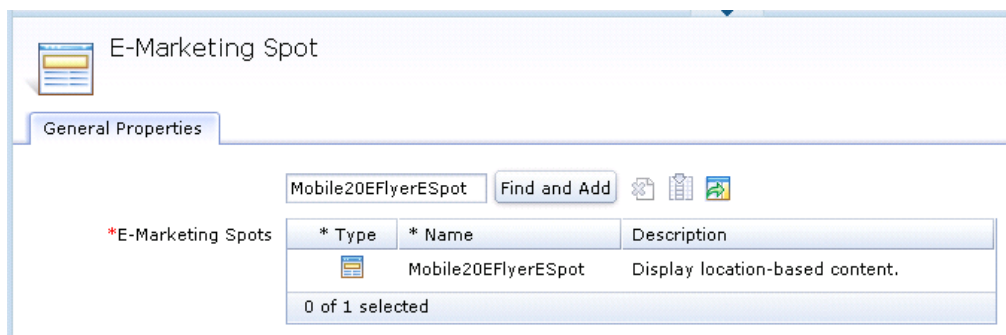 E-Marketing Spot
General Properties
Mobile20EFlyerESpot Find and Add
*E-Marketing Spots * Type * Name Description
Mobile20EFlyerESpot Display location-based content.
0 of 1 selected